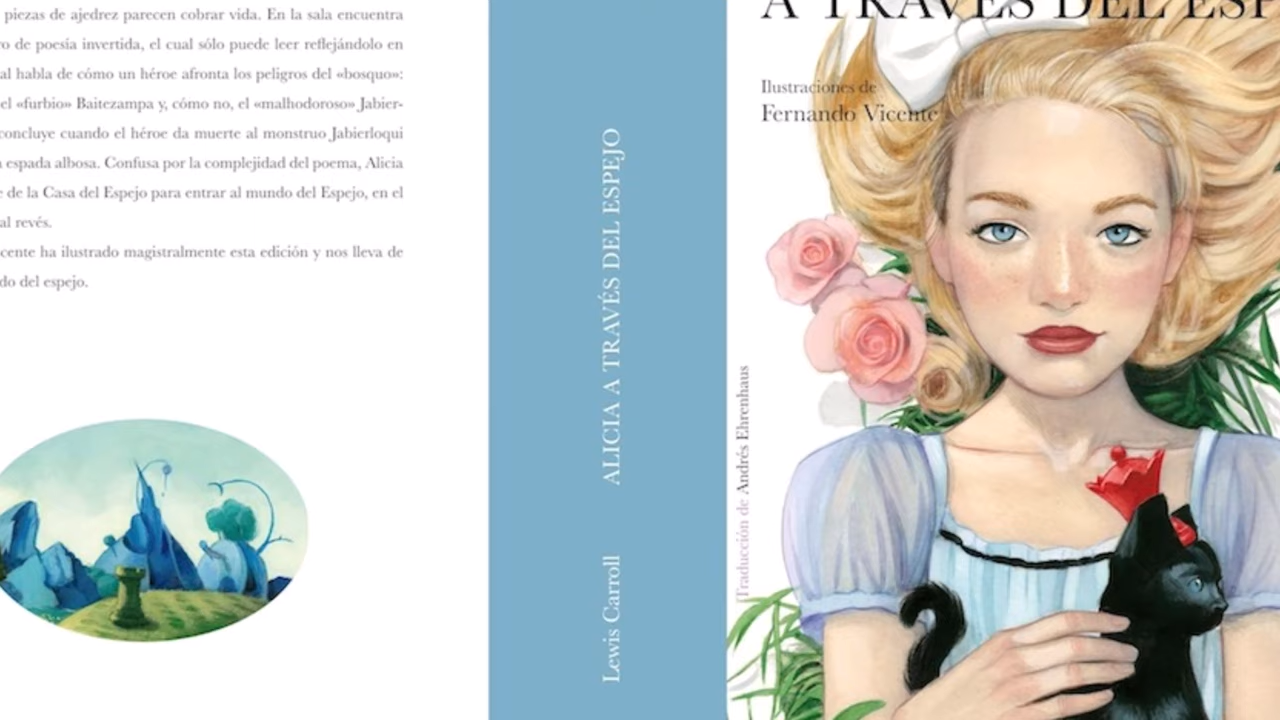 piezas de ajedrez parecen cobrar vida. En la sala encuentra
ro de poesía invertida, el cual sólo puede leer reflejándolo en
al habla de cómo un héroe afronta los peligros del «bosquo»:
el «furbio» Baitezampa y, cómo no, el «malhodoroso» Jabier-
concluye cuando el héroe da muerte al monstruo Jabierloqui
a espada albosa. Confusa por la complejidad del poema, Alicia
e de la Casa del Espejo para entrar al mundo del Espejo, en el
al revés.
cente ha ilustrado magistralmente esta edición y nos lleva de
do del espejo.
Lewis Carroll ALICIA A TRAVÉS DEL ESPEJO
A TRAVÉS DEL ESP
Ilustraciones de
Fernando Vicente
Traducción de Andrés Ehrenhaus